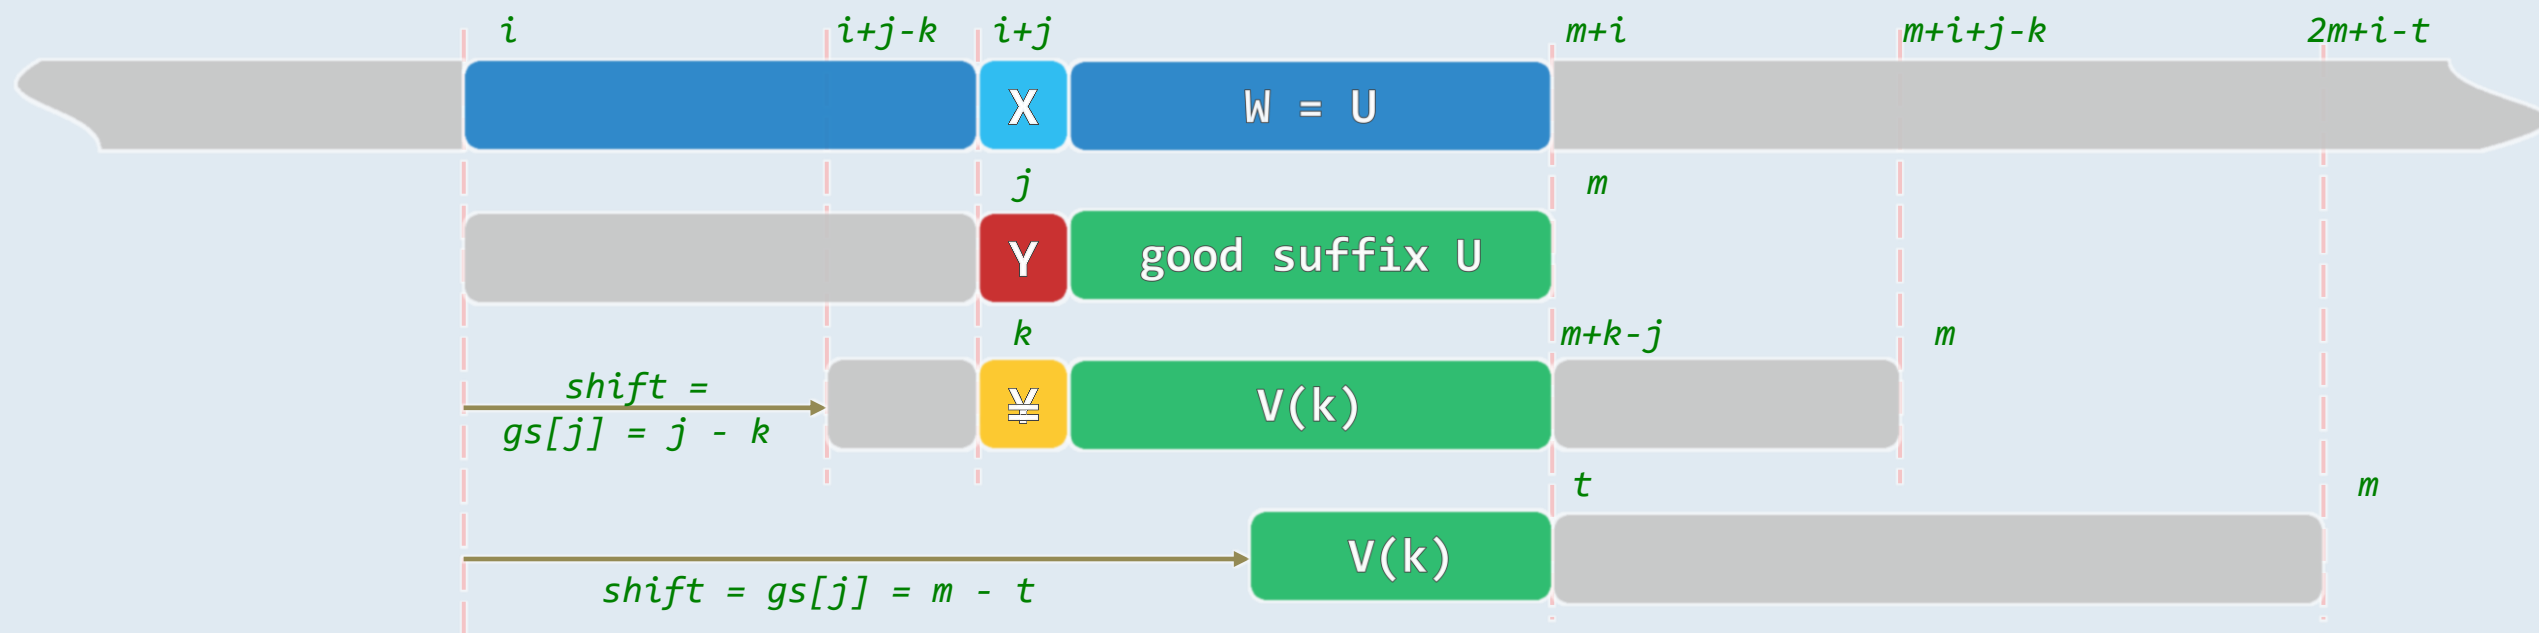 i i+j-k i+j m+i m+i+j-k 2m+i-t
X W = U
j m
Y good suffix U
k m+k-j m
shift =
gs[j] = j - k
¥ V(k)
t m
V(k)
shift = gs[j] = m - t